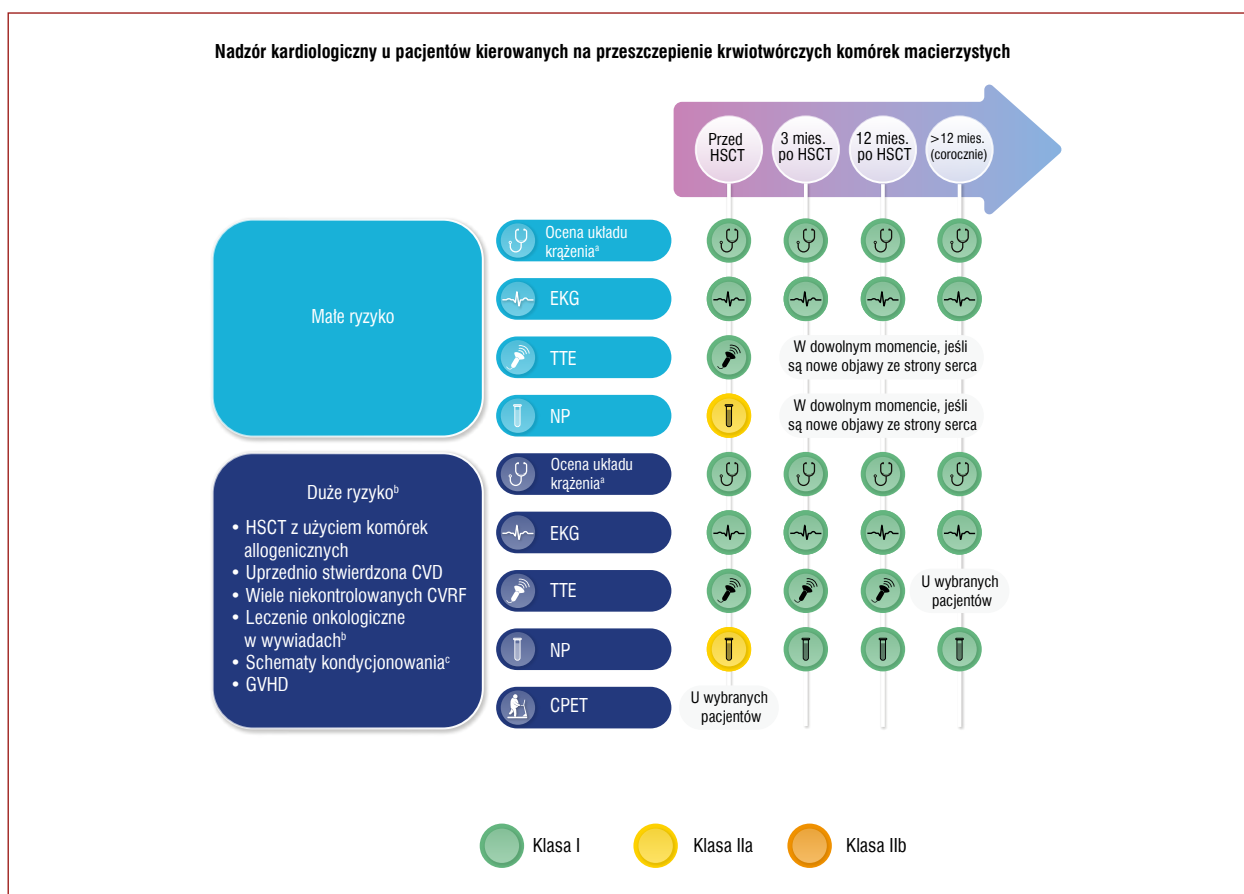 Nadzór kardiologiczny u pacjentów kierowanych na przeszczepienie krwiotwórczych komórek macierzystych
Przed
HSCT
3 mies.
po HSCT
12 mies.
po HSCT
>12 mies.
(corocznie)
Małe ryzyko
Ocena układu
krążeniaᵃ
EKG
TTE
W dowolnym momencie, jeśli
są nowe objawy ze strony serca
NP
W dowolnym momencie, jeśli
są nowe objawy ze strony serca
Duże ryzykoᵇ
• HSCT z użyciem komórek
allogenicznych
• Uprzednio stwierdzona CVD
• Wiele niekontrolowanych CVRF
• Leczenie onkologiczne
w wywiadachᵇ
• Schematy kondycjonowaniaᶜ
• GVHD
Ocena układu
krążeniaᵃ
EKG
TTE
U wybranych
pacjentów
NP
CPET
U wybranych
pacjentów
Klasa I
Klasa IIa
Klasa IIb